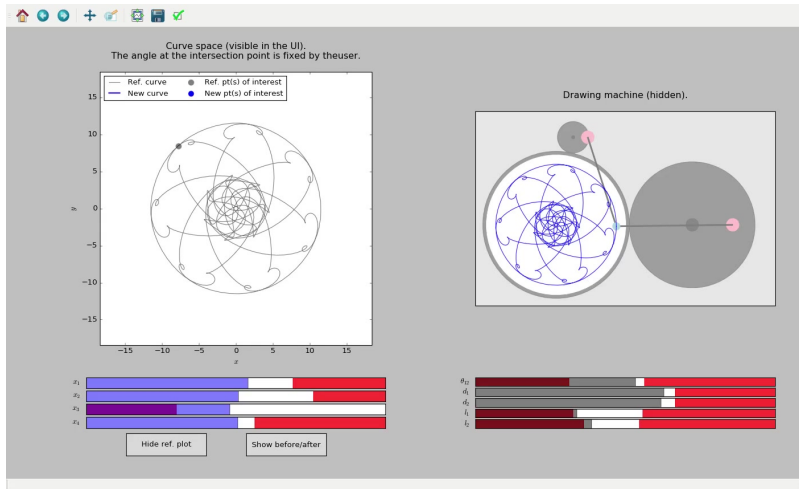 Curve space (visible in the UI).
The angle at the intersection point is fixed by theuser.
Ref. curve
Ref. pt(s) of interest
New curve
New pt(s) of interest
15
10
5
0
−5
−10
−15
y
−15
−10
−5
0
5
10
15
x
Drawing machine (hidden).
x₁
x₂
x₃
x₄
θ₁₂
d₁
d₂
l₁
l₂
Hide ref. plot
Show before/after